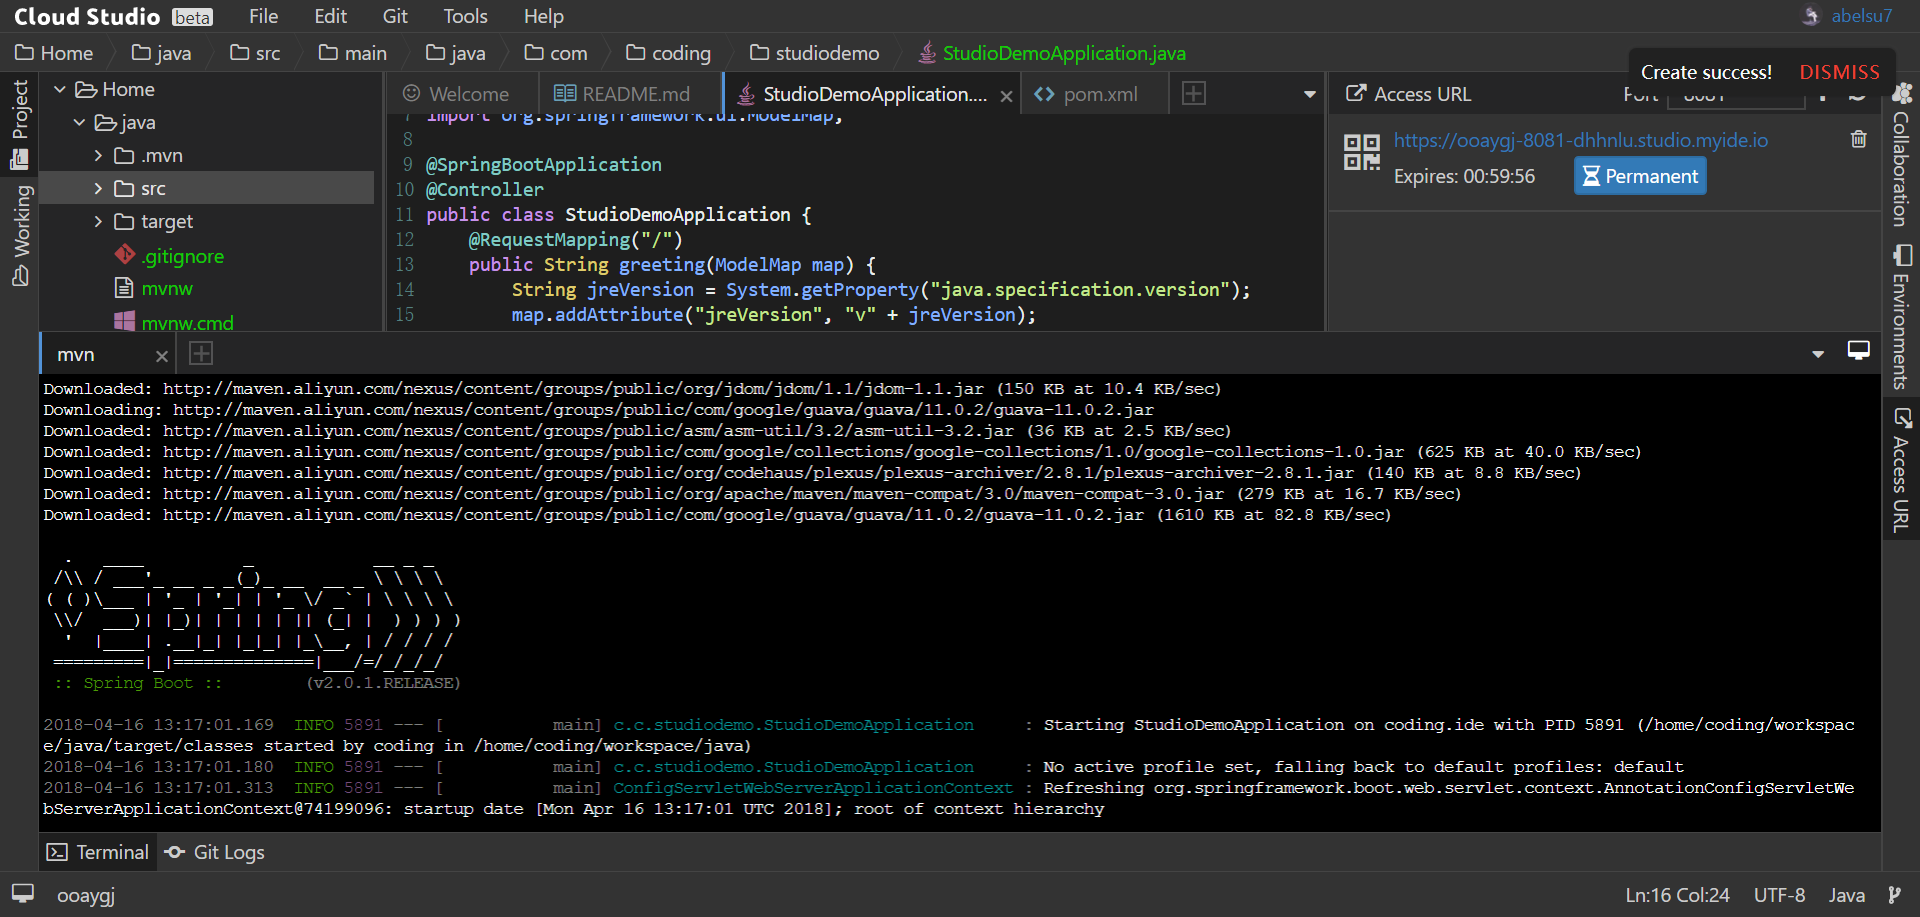 Cloud Studio beta File Edit Git Tools Help abelsu7
Home java src main java com coding studiodemo StudioDemoApplication.java
Create success! DISMISS
Project
Working
Home
java
.mvn
src
target
.gitignore
mvnw
mvnw.cmd
Welcome README.md StudioDemoApplication.... pom.xml
7 import org.springframework.ui.ModelMap;
8
9 @SpringBootApplication
10 @Controller
11 public class StudioDemoApplication {
12 @RequestMapping("/")
13 public String greeting(ModelMap map) {
14 String jreVersion = System.getProperty("java.specification.version");
15 map.addAttribute("jreVersion", "v" + jreVersion);
Access URL Port 8081
https://ooaygj-8081-dhhnlu.studio.myide.io
Expires: 00:59:56 Permanent
Collaboration
Environments
Access URL
mvn
Downloaded: http://maven.aliyun.com/nexus/content/groups/public/org/jdom/jdom/1.1/jdom-1.1.jar (150 KB at 10.4 KB/sec)
Downloading: http://maven.aliyun.com/nexus/content/groups/public/com/google/guava/guava/11.0.2/guava-11.0.2.jar
Downloaded: http://maven.aliyun.com/nexus/content/groups/public/asm/asm-util/3.2/asm-util-3.2.jar (36 KB at 2.5 KB/sec)
Downloaded: http://maven.aliyun.com/nexus/content/groups/public/com/google/collections/google-collections/1.0/google-collections-1.0.jar (625 KB at 40.0 KB/sec)
Downloaded: http://maven.aliyun.com/nexus/content/groups/public/org/codehaus/plexus/plexus-archiver/2.8.1/plexus-archiver-2.8.1.jar (140 KB at 8.8 KB/sec)
Downloaded: http://maven.aliyun.com/nexus/content/groups/public/org/apache/maven/maven-compat/3.0/maven-compat-3.0.jar (279 KB at 16.7 KB/sec)
Downloaded: http://maven.aliyun.com/nexus/content/groups/public/com/google/guava/guava/11.0.2/guava-11.0.2.jar (1610 KB at 82.8 KB/sec)
Spring
:: Spring Boot :: (v2.0.1.RELEASE)
2018-04-16 13:17:01.169 INFO 5891 --- [ main] c.c.studiodemo.StudioDemoApplication : Starting StudioDemoApplication on coding.ide with PID 5891 (/home/coding/workspac
e/java/target/classes started by coding in /home/coding/workspace/java)
2018-04-16 13:17:01.180 INFO 5891 --- [ main] c.c.studiodemo.StudioDemoApplication : No active profile set, falling back to default profiles: default
2018-04-16 13:17:01.313 INFO 5891 --- [ main] ConfigServletWebServerApplicationContext : Refreshing org.springframework.boot.web.servlet.context.AnnotationConfigServletWe
bServerApplicationContext@74199096: startup date [Mon Apr 16 13:17:01 UTC 2018]; root of context hierarchy
Terminal Git Logs
ooaygj Ln:16 Col:24 UTF-8 Java